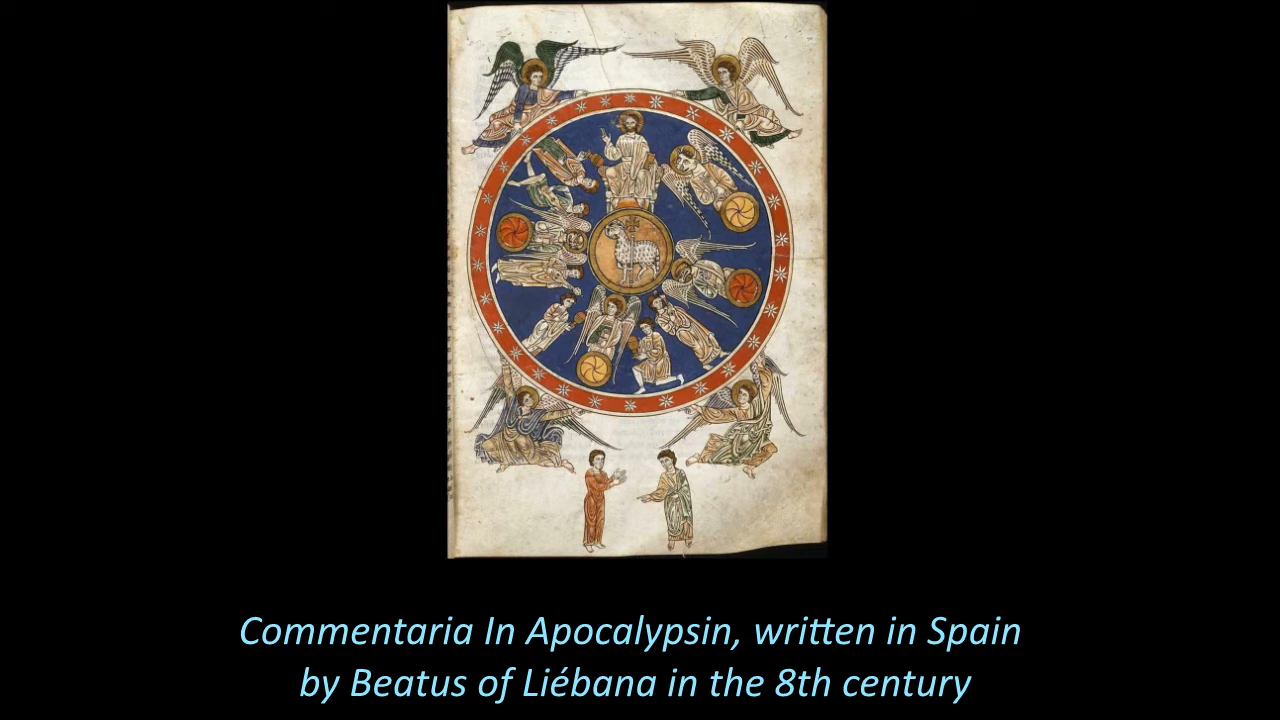 Commentaria In Apocalypsin, written in Spain
by Beatus of Liébana in the 8th century